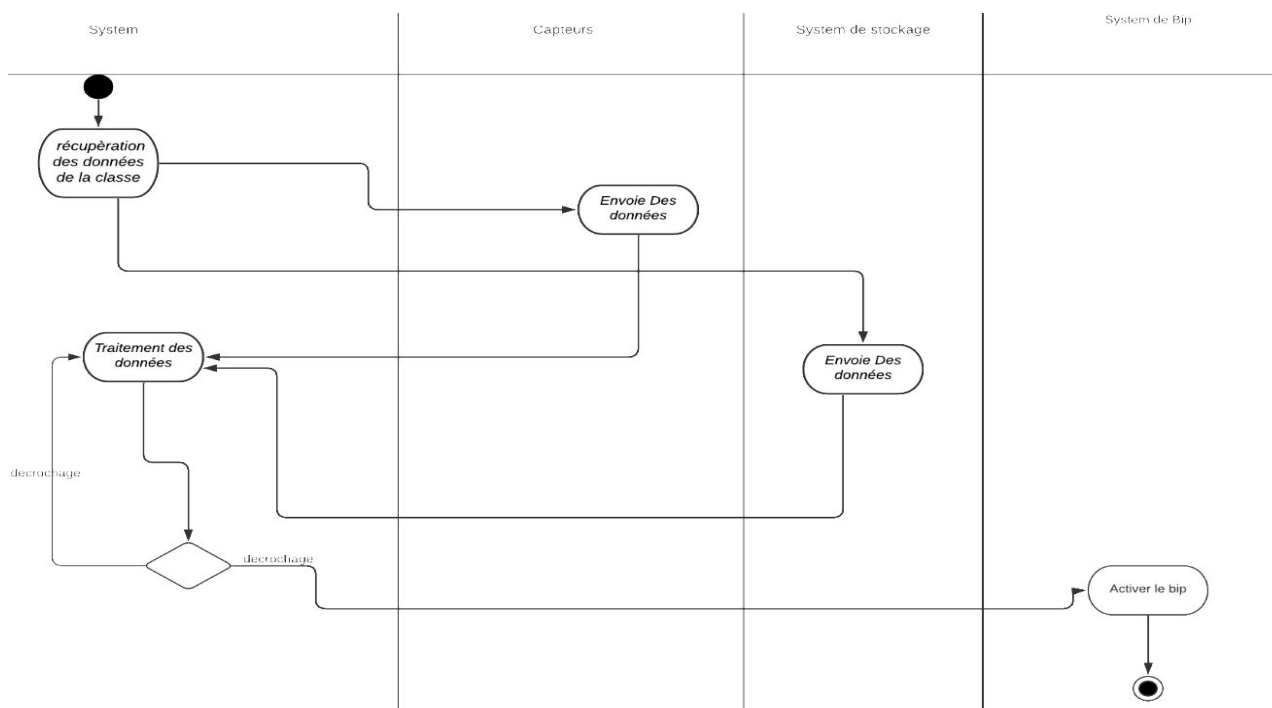 System
Capteurs
System de stockage
System de Bip
récupèration
des données
de la classe
Envoie Des
données
Traitement des
données
Envoie Des
données
decrochage
decrochage
Activer le bip